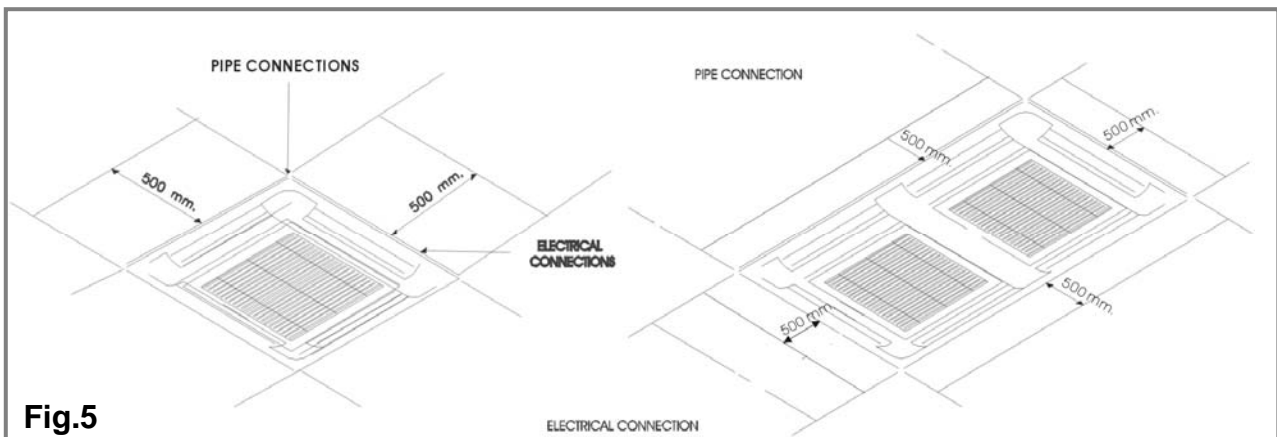 PIPE CONNECTIONS
500 mm.
500 mm.
ELECTRICAL
CONNECTIONS
PIPE CONNECTION
500 mm.
500 mm.
500 mm.
500 mm.
ELECTRICAL CONNECTION
Fig.5